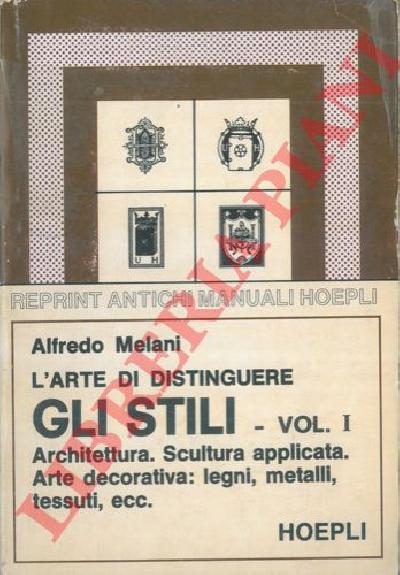 REPRINT ANTICHI MANUALI HOEPLI
Alfredo Melani
L'ARTE DI DISTINGUERE
GLI STILI - VOL. I
Architettura. Scultura applicata.
Arte decorativa: legni, metalli,
tessuti, ecc.
HOEPLI
U H
LIBRERIA PIANI